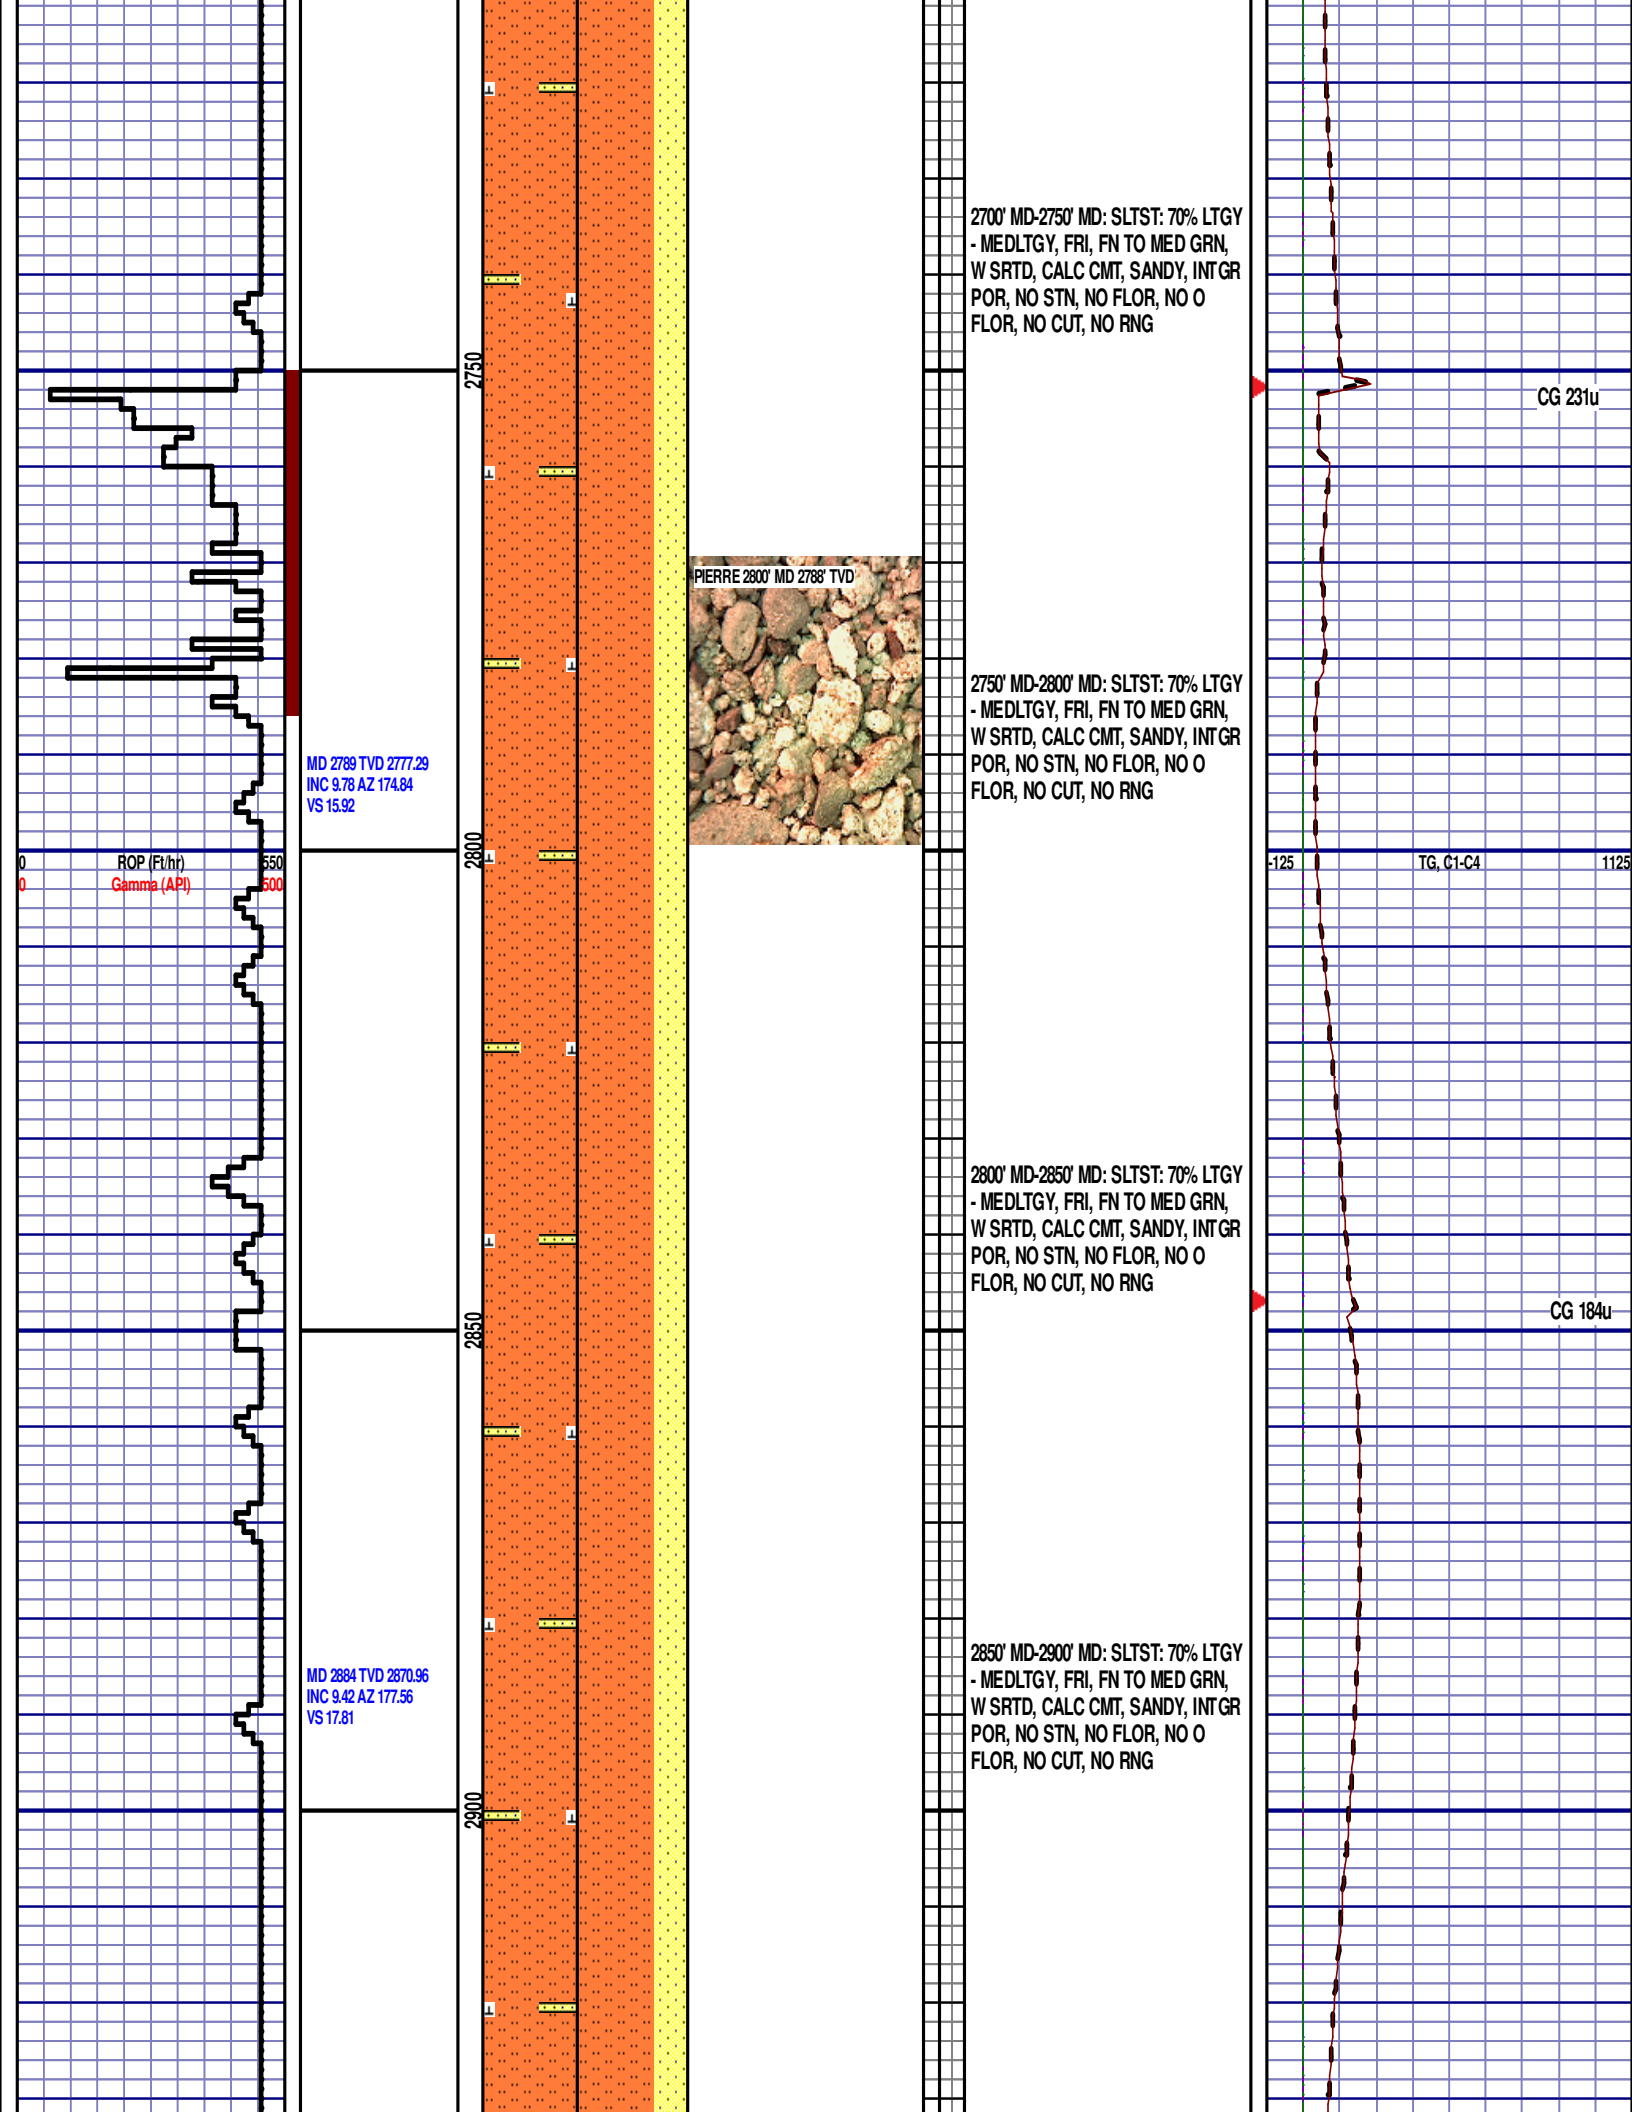 2700' MD-2750' MD: SLTST: 70% LTGY
- MEDLTGY, FRI, FN TO MED GRN,
W SRTD, CALC CMT, SANDY, INTGR
POR, NO STN, NO FLOR, NO O
FLOR, NO CUT, NO RNG
2750
CG 231u
PIERRE 2800' MD 2788' TVD
2750' MD-2800' MD: SLTST: 70% LTGY
- MEDLTGY, FRI, FN TO MED GRN,
W SRTD, CALC CMT, SANDY, INTGR
POR, NO STN, NO FLOR, NO O
FLOR, NO CUT, NO RNG
MD 2789 TVD 2777.29
INC 9.78 AZ 174.84
VS 15.92
2800
0 ROP (Ft/hr) 550
0 Gamma (API) 500
-125 TG, C1-C4 1125
2800' MD-2850' MD: SLTST: 70% LTGY
- MEDLTGY, FRI, FN TO MED GRN,
W SRTD, CALC CMT, SANDY, INTGR
POR, NO STN, NO FLOR, NO O
FLOR, NO CUT, NO RNG
CG 184u
2850
2850' MD-2900' MD: SLTST: 70% LTGY
- MEDLTGY, FRI, FN TO MED GRN,
W SRTD, CALC CMT, SANDY, INTGR
POR, NO STN, NO FLOR, NO O
FLOR, NO CUT, NO RNG
MD 2884 TVD 2870.96
INC 9.42 AZ 177.56
VS 17.81
2900